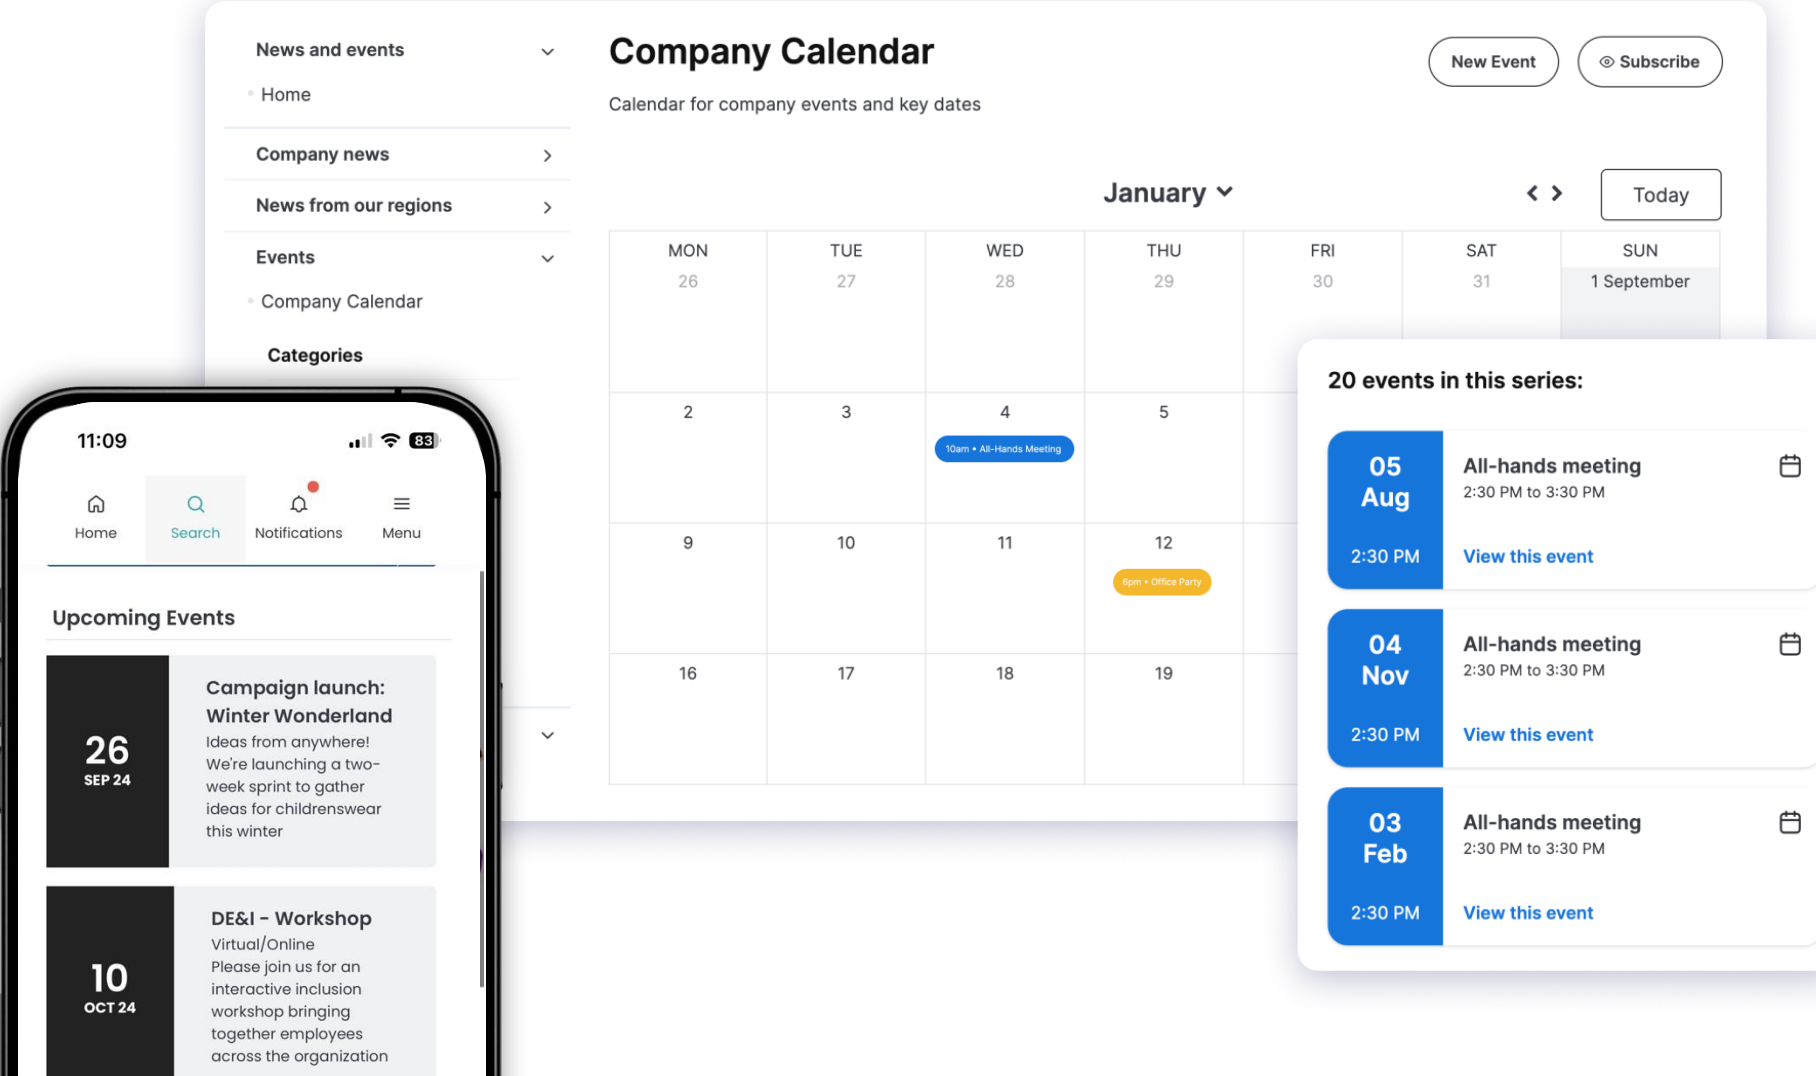 News and events
Home
Company news
News from our regions
Events
Company Calendar
Categories
Company Calendar
Calendar for company events and key dates
New Event
Subscribe
January
Today
MON TUE WED THU FRI SAT SUN
26 27 28 29 30 31 1 September
2 3 4 5
10am • All-Hands Meeting
9 10 11 12
6pm • Office Party
16 17 18 19
20 events in this series:
05
Aug
2:30 PM
All-hands meeting
2:30 PM to 3:30 PM
View this event
04
Nov
2:30 PM
All-hands meeting
2:30 PM to 3:30 PM
View this event
03
Feb
2:30 PM
All-hands meeting
2:30 PM to 3:30 PM
View this event
11:09
83
Home Search Notifications Menu
Upcoming Events
26
SEP 24
Campaign launch:
Winter Wonderland
Ideas from anywhere!
We're launching a two-
week sprint to gather
ideas for childrenswear
this winter
10
OCT 24
DE&I - Workshop
Virtual/Online
Please join us for an
interactive inclusion
workshop bringing
together employees
across the organization